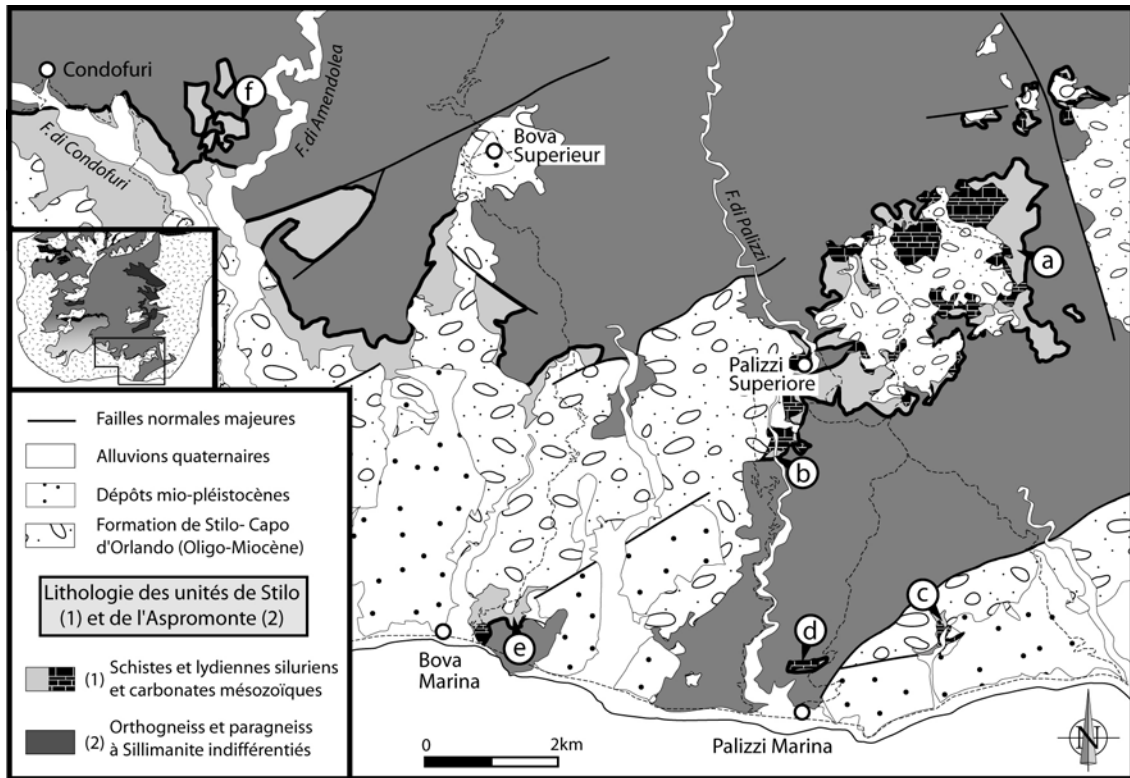 Condofuri
f
F. di Amendolea
F. di Condofuri
Bova
Superieur
F. di Palizzi
a
Palizzi
Superiore
b
c
d
e
Bova
Marina
Palizzi Marina
0 2km
N
Failles normales majeures
Alluvions quaternaires
Dépôts mio-pléistocènes
Formation de Stilo- Capo
d'Orlando (Oligo-Miocène)
Lithologie des unités de Stilo
(1) et de l'Aspromonte (2)
(1) Schistes et lydiennes siluriens
et carbonates mésozoïques
(2) Orthogneiss et paragneiss
à Sillimanite indifférentiés